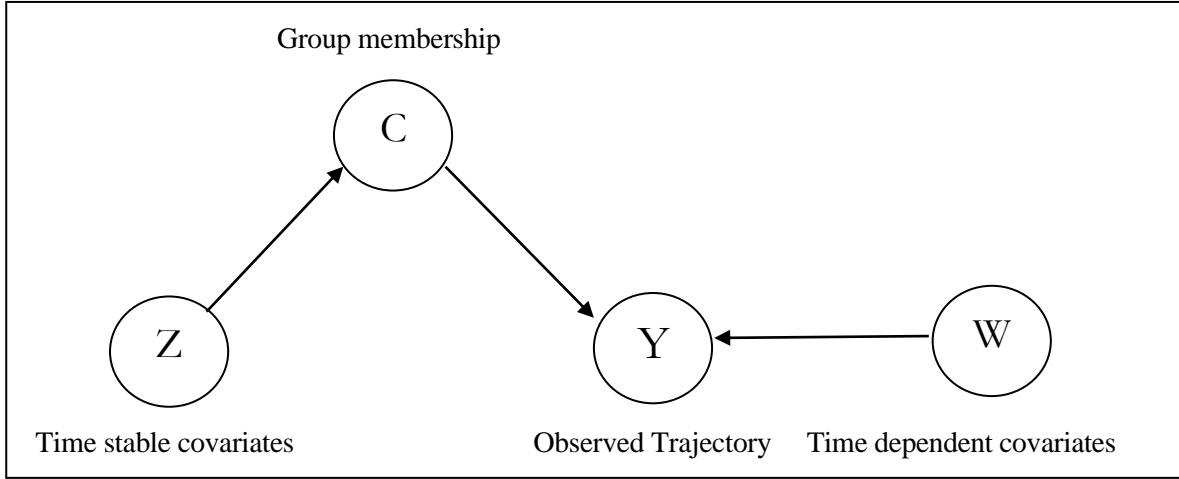 Group membership
C
Z
Y
W
Time stable covariates
Observed Trajectory
Time dependent covariates